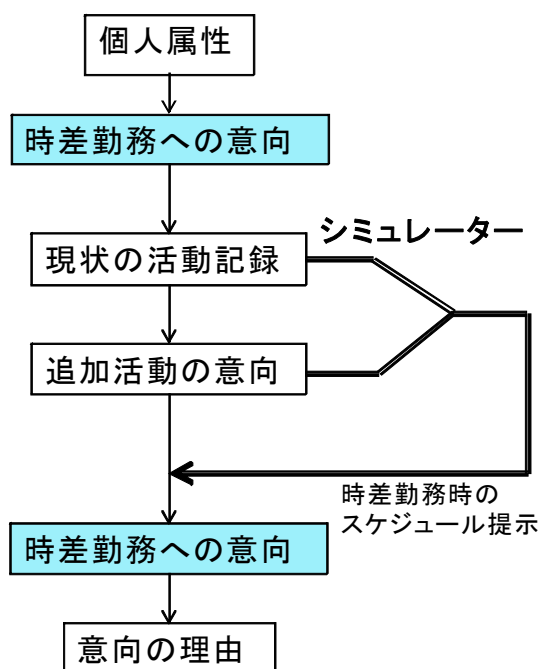 個人属性
時差勤務への意向
シミュレーター
現状の活動記録
追加活動の意向
時差勤務時の
スケジュール提示
時差勤務への意向
意向の理由